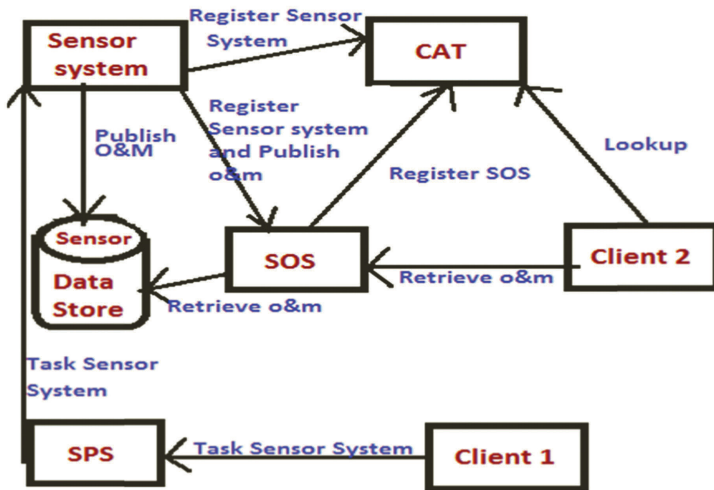 Register Sensor
System
Sensor
system
CAT
Publish
O&M
Register
Sensor system
and Publish
o&m
Register SOS
Lookup
Sensor
Data
Store
SOS
Client 2
Retrieve o&m
Retrieve o&m
Task Sensor
System
SPS
Task Sensor System
Client 1